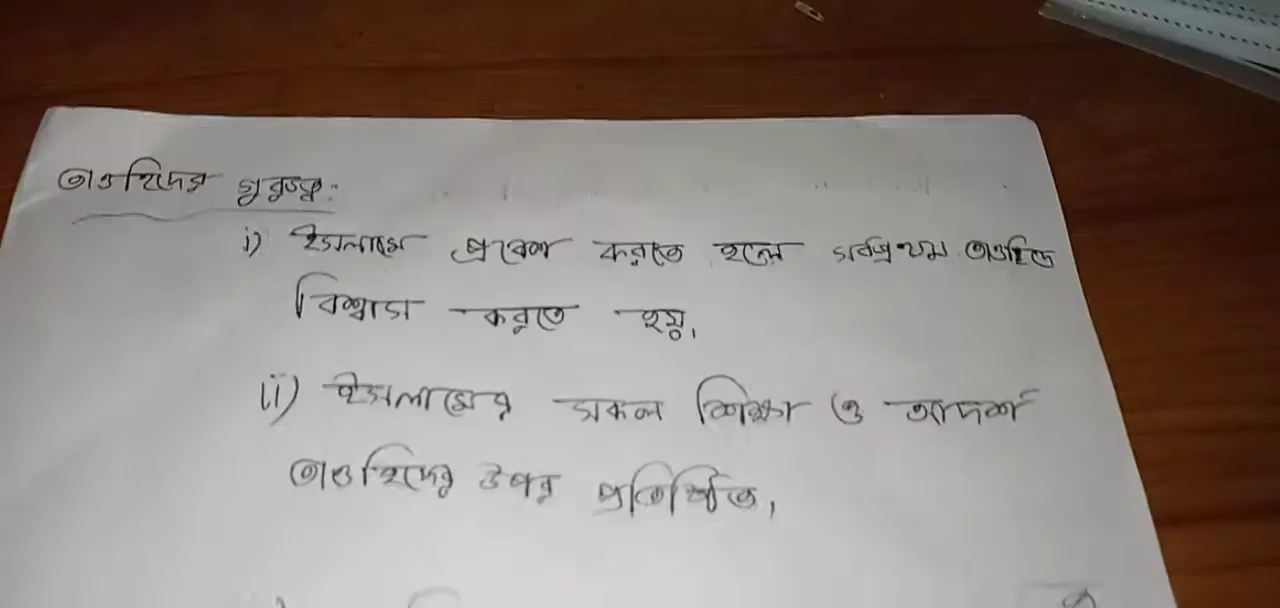 তাওহিদের গুরুত্ব:
i) ইসলামে প্রবেশ করতে হলে সর্বপ্রথম তাওহিতে
বিশ্বাস করতে হয়।
ii) ইসলামের সকল শিক্ষা ও আদর্শ
তাওহিদের উপর প্রতিষ্ঠিত।